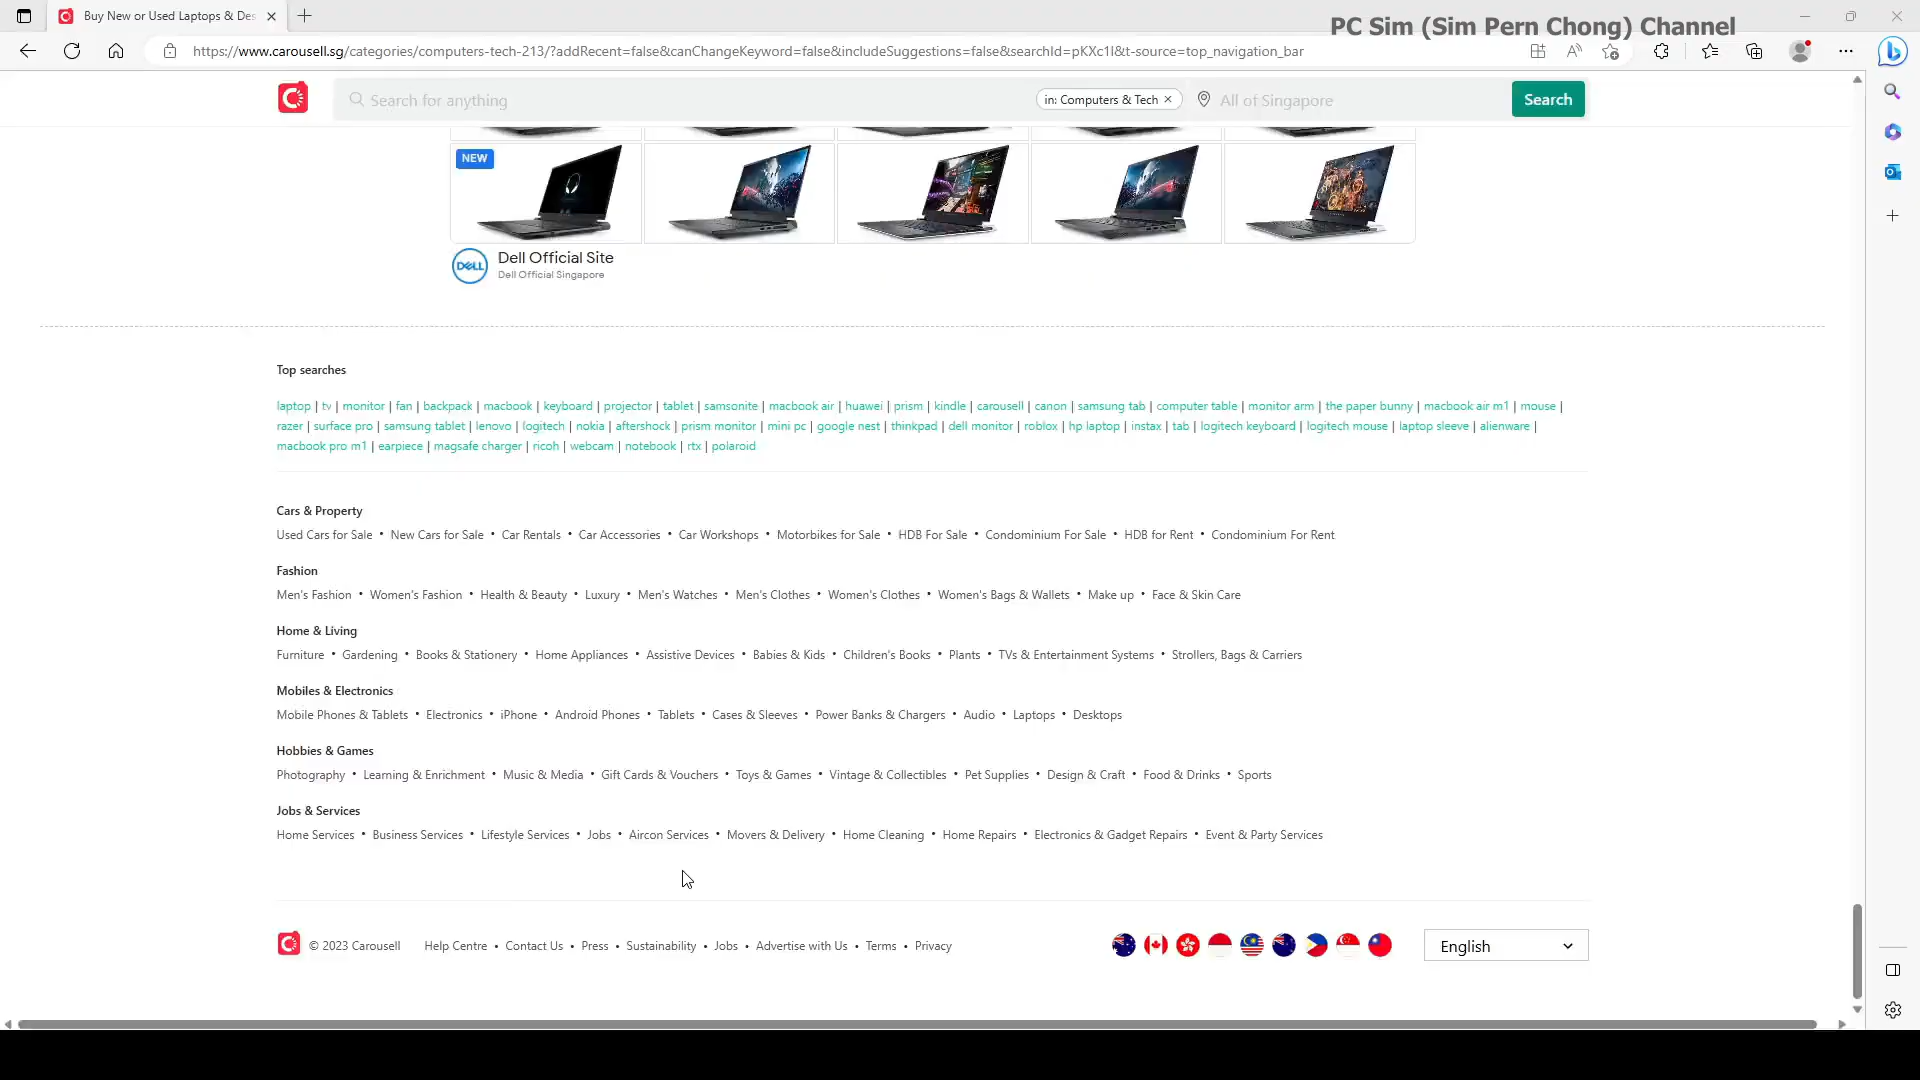 Buy New or Used Laptops & Des
PC Sim (Sim Pern Chong) Channel
https://www.carousell.sg/categories/computers-tech-213/?addRecent=false&canChangeKeyword=false&includeSuggestions=false&searchId=pKXc1I&t-source=top_navigation_bar
Search for anything
in: Computers & Tech
All of Singapore
Search
NEW
DELL
Dell Official Site
Dell Official Singapore
Top searches
laptop | tv | monitor | fan | backpack | macbook | keyboard | projector | tablet | samsonite | macbook air | huawei | prism | kindle | carousell | canon | samsung tab | computer table | monitor arm | the paper bunny | macbook air m1 | mouse |
razer | surface pro | samsung tablet | lenovo | logitech | nokia | aftershock | prism monitor | mini pc | google nest | thinkpad | dell monitor | roblox | hp laptop | instax | tab | logitech keyboard | logitech mouse | laptop sleeve | alienware |
macbook pro m1 | earpiece | magsafe charger | ricoh | webcam | notebook | rtx | polaroid
Cars & Property
Used Cars for Sale • New Cars for Sale • Car Rentals • Car Accessories • Car Workshops • Motorbikes for Sale • HDB For Sale • Condominium For Sale • HDB for Rent • Condominium For Rent
Fashion
Men's Fashion • Women's Fashion • Health & Beauty • Luxury • Men's Watches • Men's Clothes • Women's Clothes • Women's Bags & Wallets • Make up • Face & Skin Care
Home & Living
Furniture • Gardening • Books & Stationery • Home Appliances • Assistive Devices • Babies & Kids • Children's Books • Plants • TVs & Entertainment Systems • Strollers, Bags & Carriers
Mobiles & Electronics
Mobile Phones & Tablets • Electronics • iPhone • Android Phones • Tablets • Cases & Sleeves • Power Banks & Chargers • Audio • Laptops • Desktops
Hobbies & Games
Photography • Learning & Enrichment • Music & Media • Gift Cards & Vouchers • Toys & Games • Vintage & Collectibles • Pet Supplies • Design & Craft • Food & Drinks • Sports
Jobs & Services
Home Services • Business Services • Lifestyle Services • Jobs • Aircon Services • Movers & Delivery • Home Cleaning • Home Repairs • Electronics & Gadget Repairs • Event & Party Services
© 2023 Carousell
Help Centre • Contact Us • Press • Sustainability • Jobs • Advertise with Us • Terms • Privacy
English